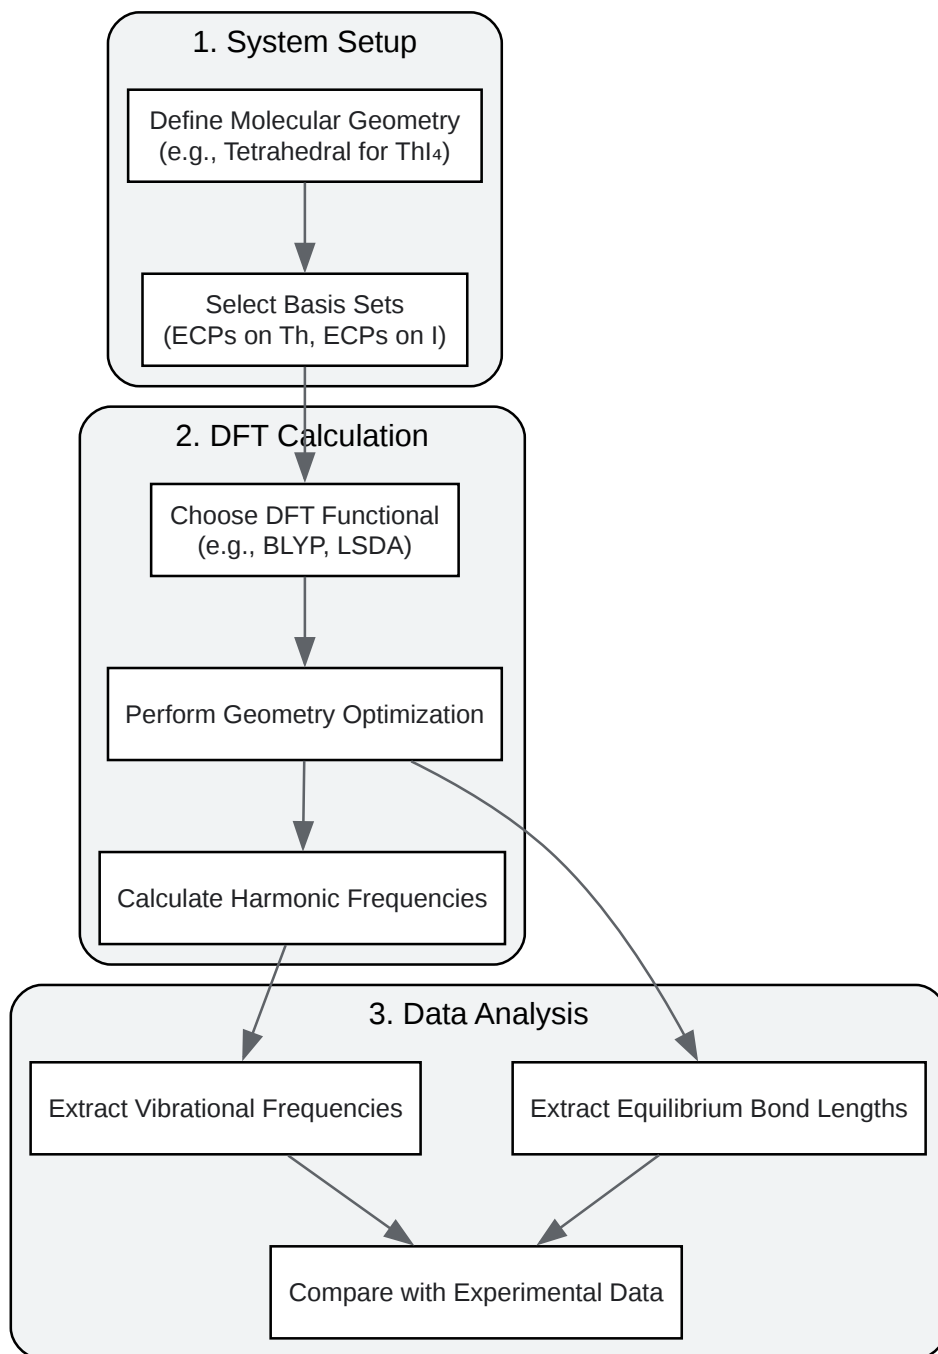 1. System Setup
Define Molecular Geometry
(e.g., Tetrahedral for ThI₄)
Select Basis Sets
(ECPs on Th, ECPs on I)
2. DFT Calculation
Choose DFT Functional
(e.g., BLYP, LSDA)
Perform Geometry Optimization
Calculate Harmonic Frequencies
3. Data Analysis
Extract Vibrational Frequencies
Extract Equilibrium Bond Lengths
Compare with Experimental Data